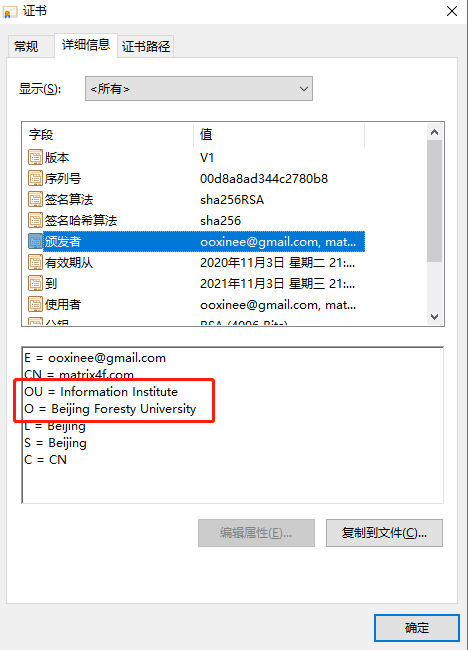 证书
常规
详细信息
证书路径
显示(S):
<所有>
字段 值
版本 V1
序列号 00d8a8ad344c2780b8
签名算法 sha256RSA
签名哈希算法 sha256
颁发者 ooxinee@gmail.com, mat...
有效期从 2020年11月3日 星期二 21:...
到 2021年11月3日 星期三 21:...
使用者 ooxinee@gmail.com, mat...
公钥 RSA (4096 Bits)
E = ooxinee@gmail.com
CN = matrix4f.com
OU = Information Institute
O = Beijing Foresty University
L = Beijing
S = Beijing
C = CN
编辑属性(E)...
复制到文件(C)...
确定